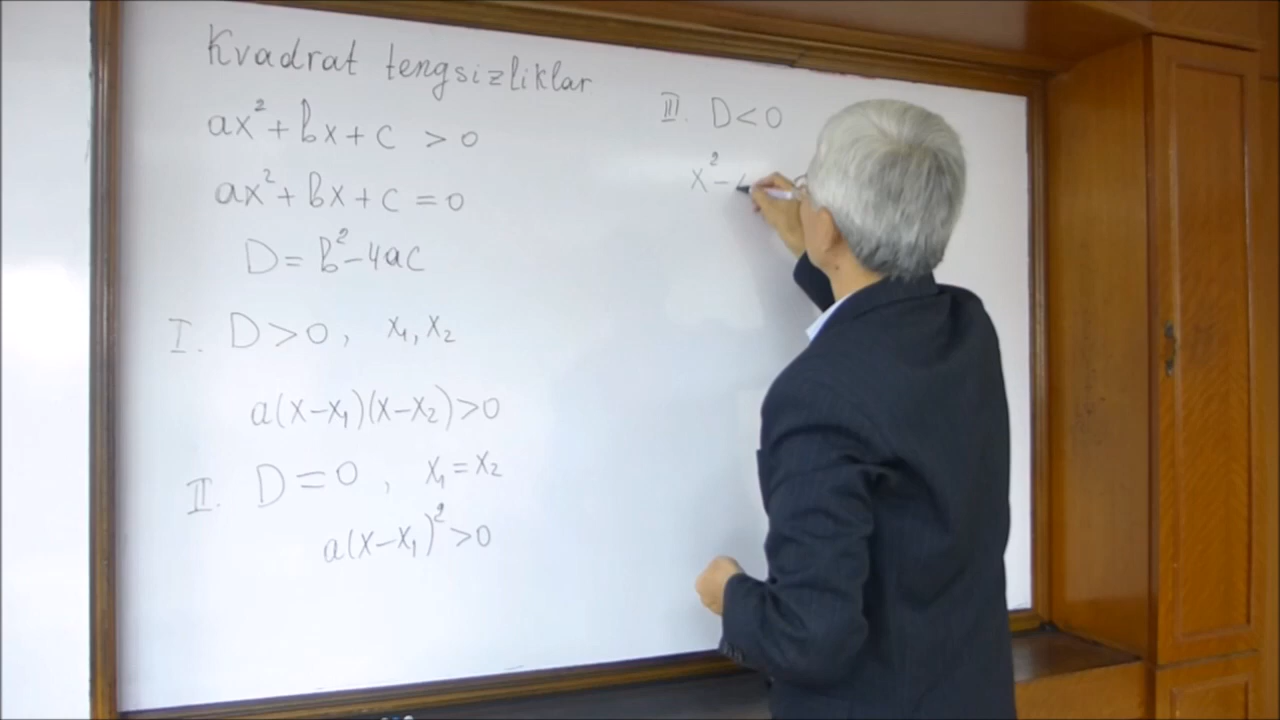 Kvadrat tengsizliklar
ax² + bx + c > 0
ax² + bx + c = 0
D = b² - 4ac
I. D > 0, x₁, x₂
a(x-x₁)(x-x₂) > 0
II. D = 0, x₁ = x₂
a(x-x₁)² > 0
III. D < 0
x² -